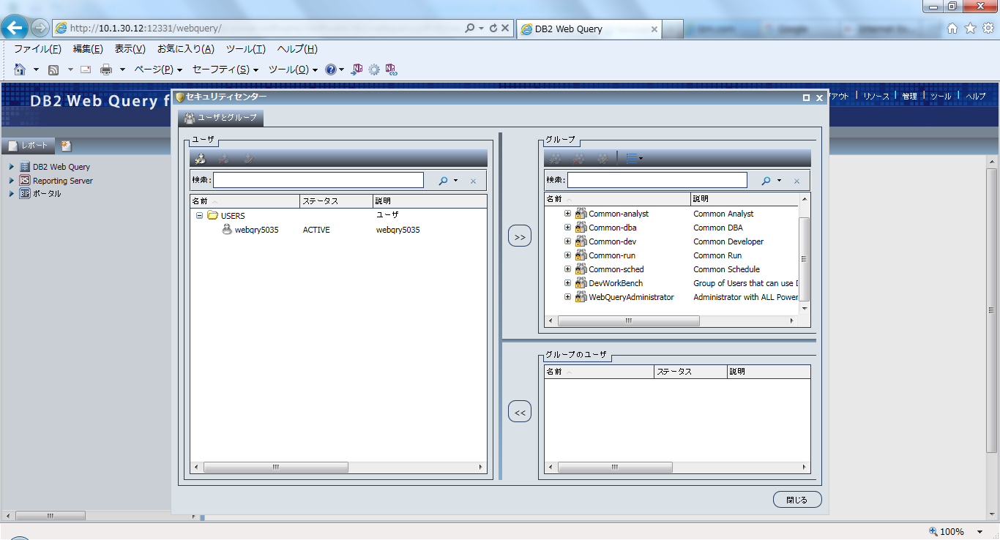 http://10.1.30.12:12331/webquery/
DB2 Web Query
ファイル(F) 編集(E) 表示(V) お気に入り(A) ツール(T) ヘルプ(H)
ページ(P) セーフティ(S) ツール(O)
DB2 Web Query f
アウト リソース 管理 ツール ヘルプ
セキュリティセンター
レポート
DB2 Web Query
Reporting Server
ポータル
ユーザとグループ
ユーザ
検索:
名前 ステータス 説明
USERS ユーザ
webqry5035 ACTIVE webqry5035
>>
<<
グループ
検索:
名前 説明
Common-analyst Common Analyst
Common-dba Common DBA
Common-dev Common Developer
Common-run Common Run
Common-sched Common Schedule
DevWorkBench Group of Users that can use
WebQueryAdministrator Administrator with ALL Power
グループのユーザ
名前 ステータス 説明
閉じる
100%